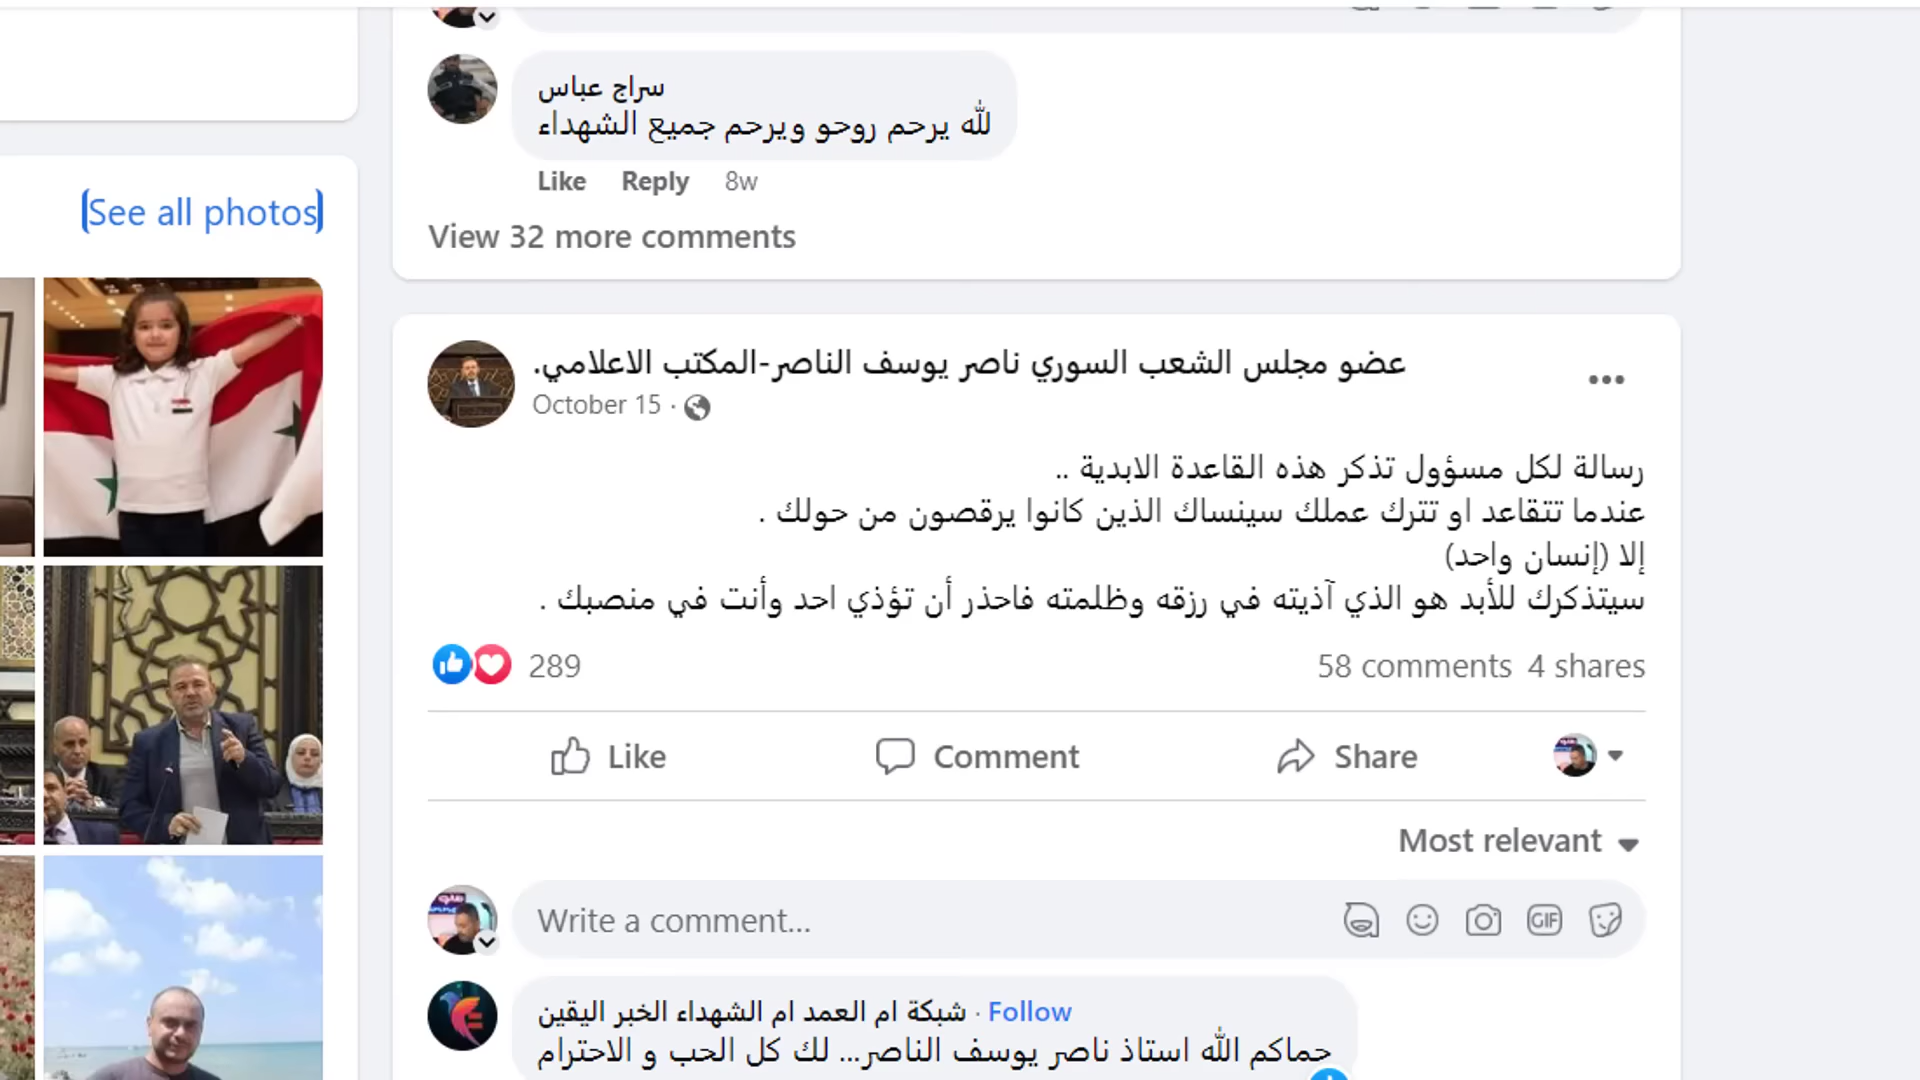 سراج عباس
لله يرحم روحو ويرحم جميع الشهداء
Like Reply 8w
View 32 more comments
See all photos
عضو مجلس الشعب السوري ناصر يوسف الناصر-المكتب الاعلامي.
October 15 ·
رسالة لكل مسؤول تذكر هذه القاعدة الابدية ..
عندما تتقاعد او تترك عملك سينساك الذين كانوا يرقصون من حولك .
إلا (إنسان واحد)
سيتذكرك للأبد هو الذي آذيته في رزقه وظلمته فاحذر أن تؤذي احد وأنت في منصبك .
289
58 comments 4 shares
Like Comment Share
Most relevant
Write a comment...
GIF
شبكة ام العمد ام الشهداء الخبر اليقين · Follow
حماكم الله استاذ ناصر يوسف الناصر... لك كل الحب و الاحترام